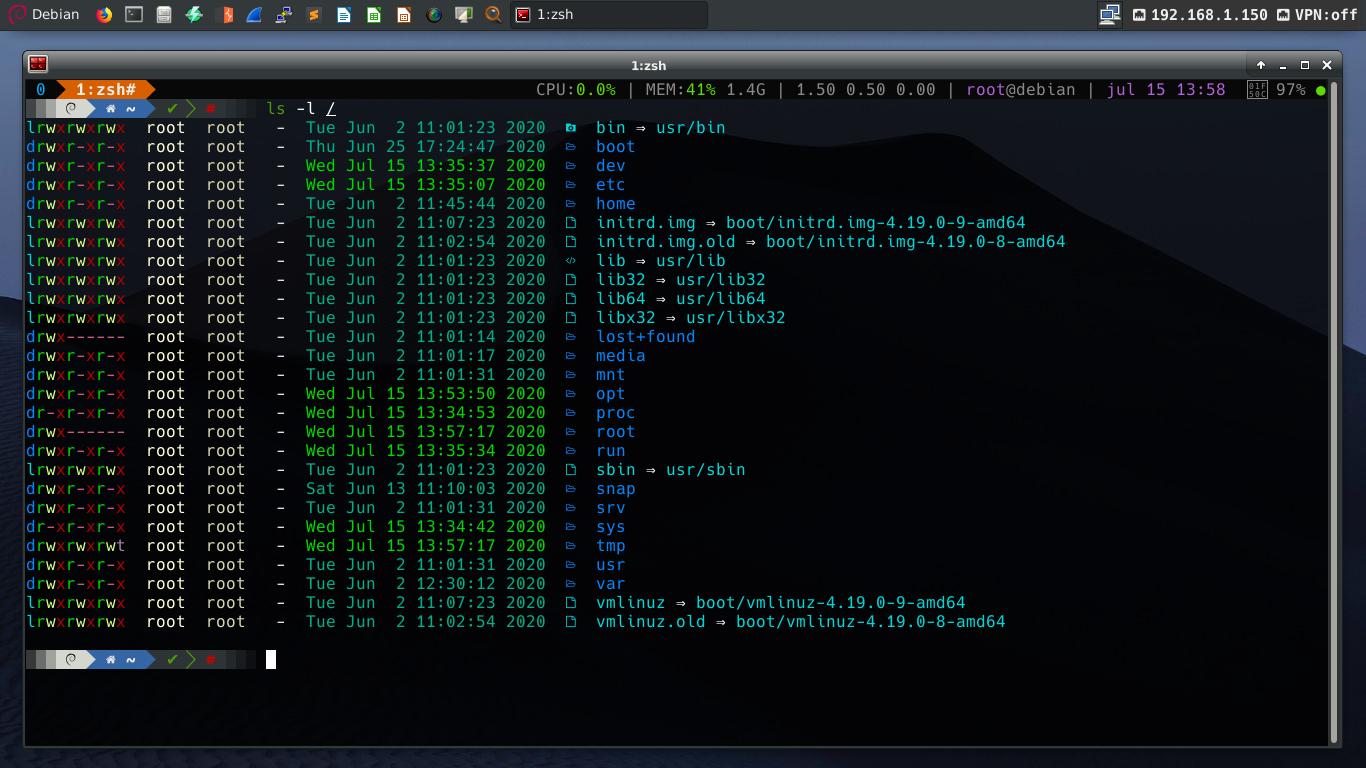 Debian 1:zsh 192.168.1.150 VPN:off
1:zsh
0 1:zsh# CPU:0.0% | MEM:41% 1.4G | 1.50 0.50 0.00 | root@debian | jul 15 13:58 97% ●
~ ✔ # ls -l /
lrwxrwxrwx root root - Tue Jun 2 11:01:23 2020 bin ⇒ usr/bin
drwxr-xr-x root root - Thu Jun 25 17:24:47 2020 boot
drwxr-xr-x root root - Wed Jul 15 13:35:37 2020 dev
drwxr-xr-x root root - Wed Jul 15 13:35:07 2020 etc
drwxr-xr-x root root - Tue Jun 2 11:45:44 2020 home
lrwxrwxrwx root root - Tue Jun 2 11:07:23 2020 initrd.img ⇒ boot/initrd.img-4.19.0-9-amd64
lrwxrwxrwx root root - Tue Jun 2 11:02:54 2020 initrd.img.old ⇒ boot/initrd.img-4.19.0-8-amd64
lrwxrwxrwx root root - Tue Jun 2 11:01:23 2020 lib ⇒ usr/lib
lrwxrwxrwx root root - Tue Jun 2 11:01:23 2020 lib32 ⇒ usr/lib32
lrwxrwxrwx root root - Tue Jun 2 11:01:23 2020 lib64 ⇒ usr/lib64
lrwxrwxrwx root root - Tue Jun 2 11:01:23 2020 libx32 ⇒ usr/libx32
drwx------ root root - Tue Jun 2 11:01:14 2020 lost+found
drwxr-xr-x root root - Tue Jun 2 11:01:17 2020 media
drwxr-xr-x root root - Tue Jun 2 11:01:31 2020 mnt
drwxr-xr-x root root - Wed Jul 15 13:53:50 2020 opt
dr-xr-xr-x root root - Wed Jul 15 13:34:53 2020 proc
drwx------ root root - Wed Jul 15 13:57:17 2020 root
drwxr-xr-x root root - Wed Jul 15 13:35:34 2020 run
lrwxrwxrwx root root - Tue Jun 2 11:01:23 2020 sbin ⇒ usr/sbin
drwxr-xr-x root root - Sat Jun 13 11:10:03 2020 snap
drwxr-xr-x root root - Tue Jun 2 11:01:31 2020 srv
dr-xr-xr-x root root - Wed Jul 15 13:34:42 2020 sys
drwxrwxrwt root root - Wed Jul 15 13:57:17 2020 tmp
drwxr-xr-x root root - Tue Jun 2 11:01:31 2020 usr
drwxr-xr-x root root - Tue Jun 2 12:30:12 2020 var
lrwxrwxrwx root root - Tue Jun 2 11:07:23 2020 vmlinuz ⇒ boot/vmlinuz-4.19.0-9-amd64
lrwxrwxrwx root root - Tue Jun 2 11:02:54 2020 vmlinuz.old ⇒ boot/vmlinuz-4.19.0-8-amd64
~ ✔ #